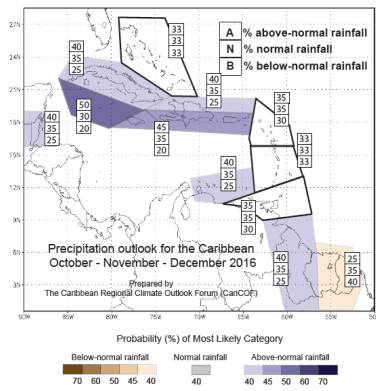 27N
24N
21N
18N
15N
12N
9N
6N
3N
33
33
33
A % above-normal rainfall
N % normal rainfall
B % below-normal rainfall
40
35
25
40
35
25
50
30
20
40
35
25
45
35
20
35
35
30
33
33
33
40
35
25
35
35
30
40
35
25
25
35
40
Precipitation outlook for the Caribbean
October - November - December 2016
Prepared by
The Caribbean Regional Climate Outlook Forum (CariCOF)
90W 80W 75W 70W 65W 60W 55W
Probability (%) of Most Likely Category
Below-normal rainfall Normal rainfall Above-normal rainfall
70 60 50 45 40 40 40 45 50 60 70